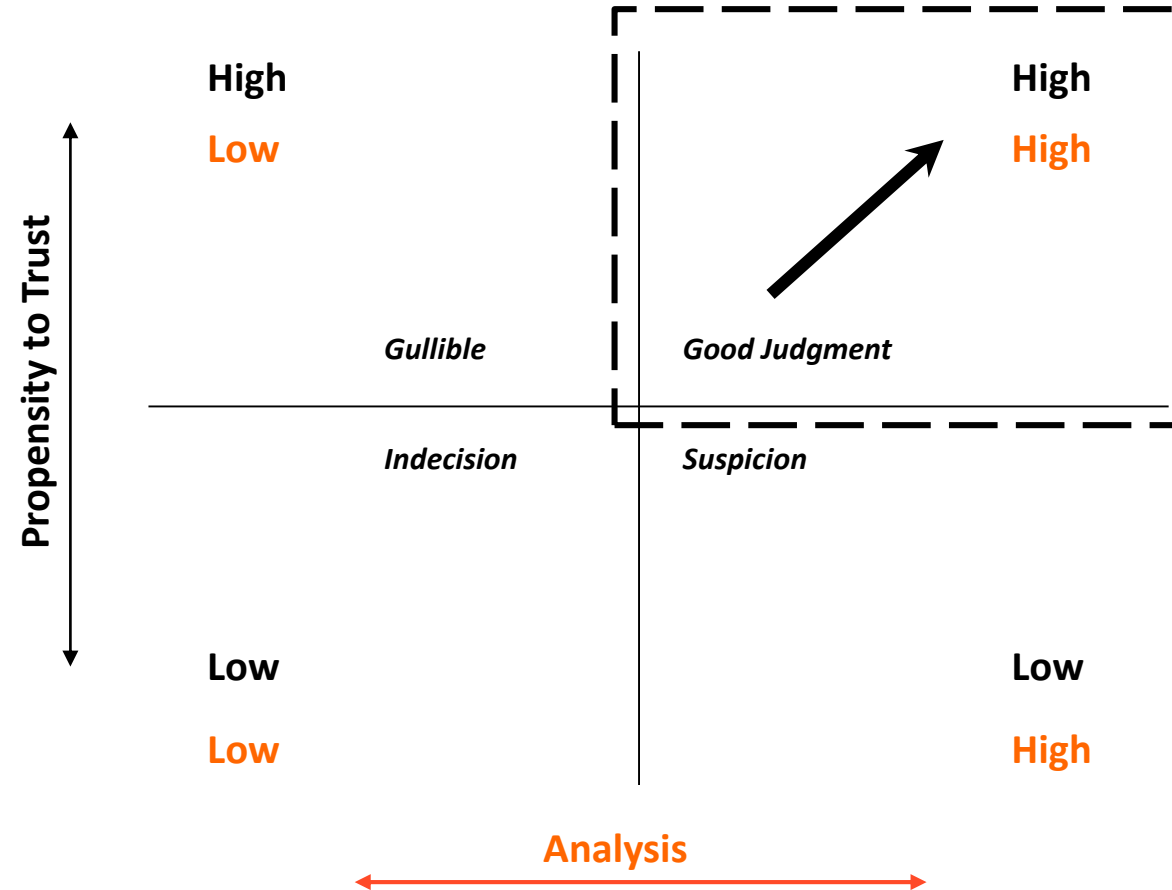 High
High
Low
High
Propensity to Trust
Gullible
Good Judgment
Indecision
Suspicion
Low
Low
Low
High
Analysis